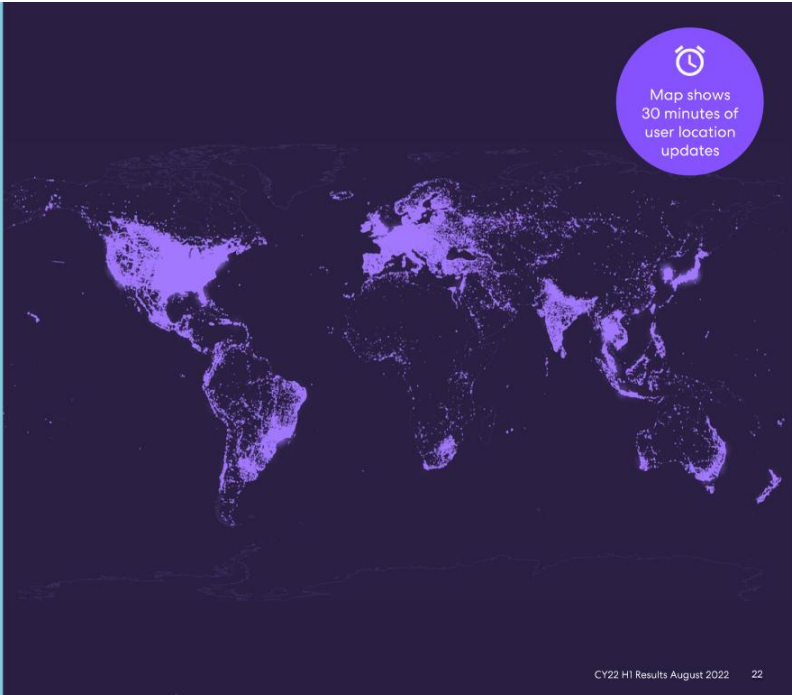 Map shows
30 minutes of
user location
updates
CY22 H1 Results August 2022 22